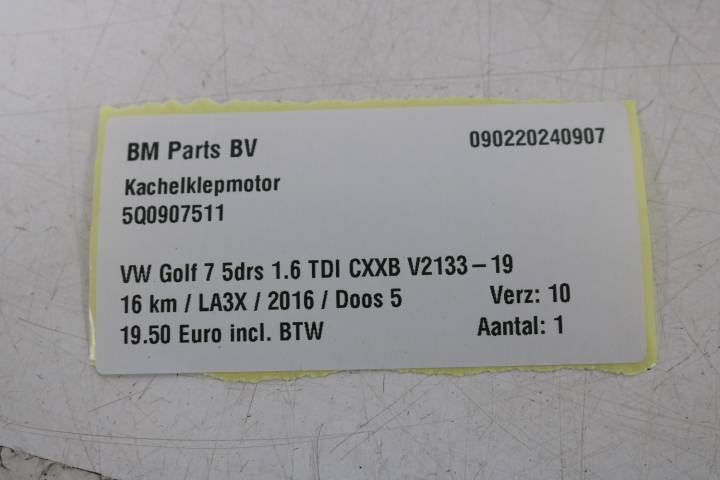 BM Parts BV 090220240907
Kachelklepmotor
5Q0907511
VW Golf 7 5drs 1.6 TDI CXXB V2133-19
16 km / LA3X / 2016 / Doos 5 Verz: 10
19.50 Euro incl. BTW Aantal: 1